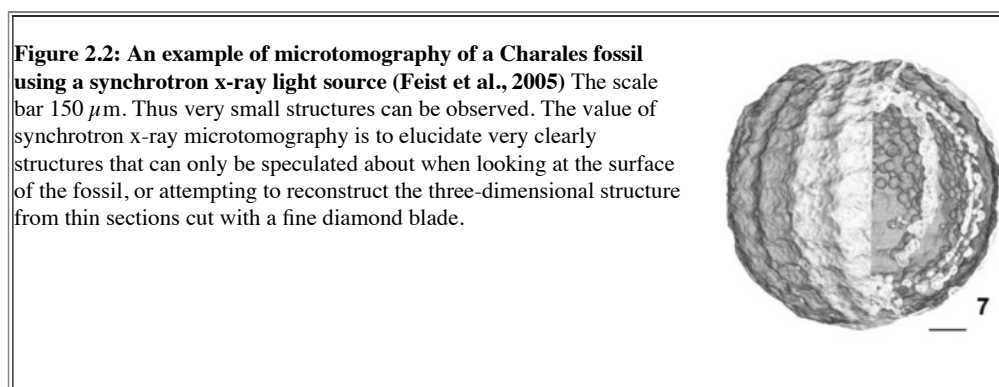 Figure 2.2: An example of microtomography of a Charales fossil
using a synchrotron x-ray light source (Feist et al., 2005) The scale
bar 150 µm. Thus very small structures can be observed. The value of
synchrotron x-ray microtomography is to elucidate very clearly
structures that can only be speculated about when looking at the surface
of the fossil, or attempting to reconstruct the three-dimensional structure
from thin sections cut with a fine diamond blade.
7